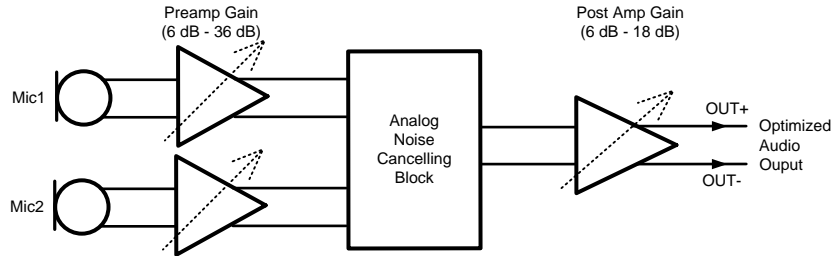 Preamp Gain
(6 dB - 36 dB)
Post Amp Gain
(6 dB - 18 dB)
Mic1
Mic2
Analog
Noise
Cancelling
Block
OUT+
OUT-
Optimized
Audio
Ouput